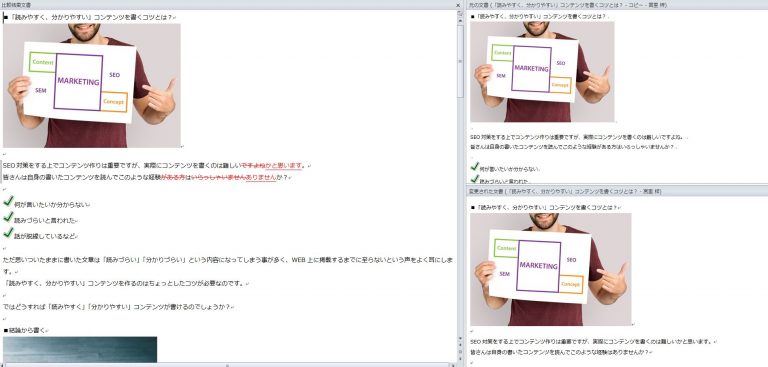 比較結果文書
■「読みやすく、分かりやすい」コンテンツを書くコツとは？
Content
MARKETING
SEO
SEM
Concept
SEO 対策をする上でコンテンツ作りは重要ですが、実際にコンテンツを書くのは難しいですよねかと思います。
皆さんは自身の書いたコンテンツを読んでこのような経験がある方はいらっしゃいませんありませんか？
何が言いたいか分からない
読みづらいと言われた
話が脱線しているなど
ただ思いついたままに書いた文章は「読みづらい」「分かりづらい」という内容になってしまう事が多く、WEB 上に掲載するまでに至らないという声をよく耳にしま
す。
「読みやすく、分かりやすい」コンテンツを作るのはちょっとしたコツが必要なのです。
ではどうすれば「読みやすく」「分かりやすい」コンテンツが書けるのでしょうか？
■結論から書く
元の文書 (「読みやすく、分かりやすい」コンテンツを書くコツとは？ - コピー -
■「読みやすく、分かりやすい」コンテンツを書くコツとは？
Content
MARKETING
SEO
SEM
Concept
SEO 対策をする上でコンテンツ作りは重要ですが、実際にコンテンツを書くのは難しいですよね。
皆さんは自身の書いたコンテンツを読んでこのような経験がある方はいらっしゃいませんか？
何が言いたいか分からない
読みづらいと言われた
変更された文書 (「読みやすく、分かりやすい」コンテンツを書くコツとは？ -
■「読みやすく、分かりやすい」コンテンツを書くコツとは？
Content
MARKETING
SEO
SEM
Concept
SEO 対策をする上でコンテンツ作りは重要ですが、実際にコンテンツを書くのは難しいかと思います。
皆さんは自身の書いたコンテンツを読んでこのような経験はありませんか？